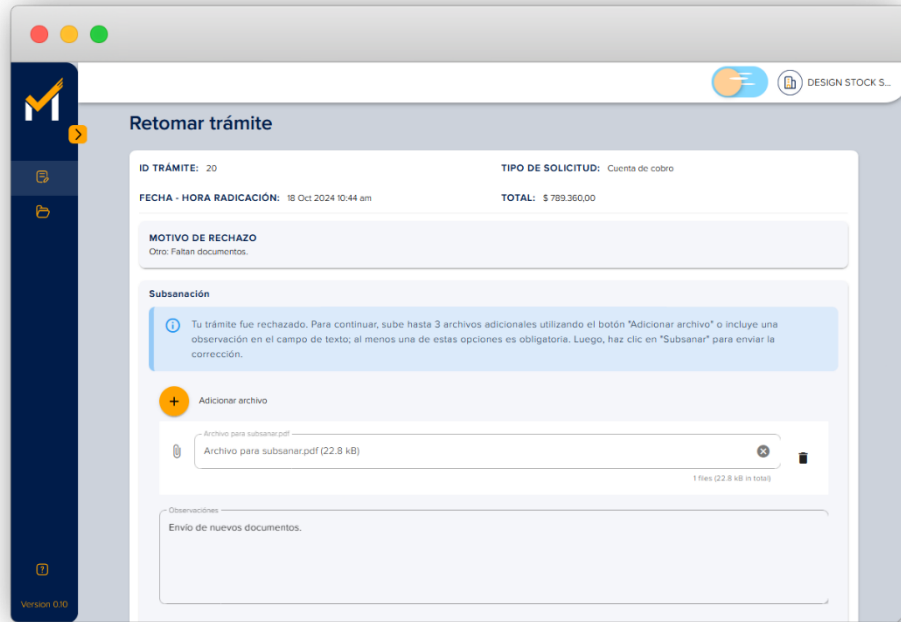 DESIGN STOCK S...
Retomar trámite
ID TRÁMITE: 20 TIPO DE SOLICITUD: Cuenta de cobro
FECHA - HORA RADICACIÓN: 18 Oct 2024 10:44 am TOTAL: $ 789.360,00
MOTIVO DE RECHAZO
Otro: Faltan documentos.
Subsanación
Tu trámite fue rechazado. Para continuar, sube hasta 3 archivos adicionales utilizando el botón "Adicionar archivo" o incluye una
observación en el campo de texto; al menos una de estas opciones es obligatoria. Luego, haz clic en "Subsanar" para enviar la
corrección.
Adicionar archivo
Archivo para subsanar.pdf
Archivo para subsanar.pdf (22.8 kB)
1 files (22.8 kB in total)
Observaciónes
Envío de nuevos documentos.
Version 0.10